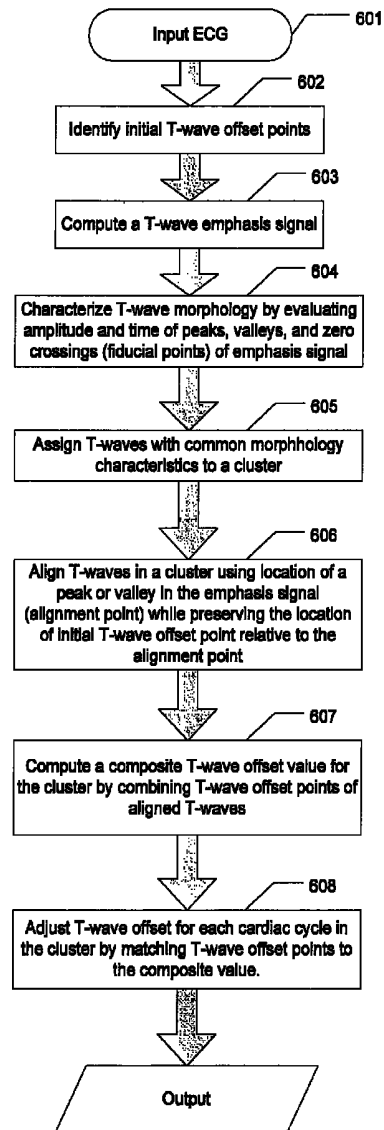 601
Input ECG
602
Identify initial T-wave offset points
603
Compute a T-wave emphasis signal
604
Characterize T-wave morphology by evaluating
amplitude and time of peaks, valleys, and zero
crossings (fiducial points) of emphasis signal
605
Assign T-waves with common morphhology
characteristics to a cluster
606
Align T-waves in a cluster using location of a
peak or valley in the emphasis signal
(alignment point) while preserving the location
of initial T-wave offset point relative to the
alignment point
607
Compute a composite T-wave offset value for
the cluster by combining T-wave offset points of
aligned T-waves
608
Adjust T-wave offset for each cardiac cycle in
the cluster by matching T-wave offset points to
the composite value.
Output